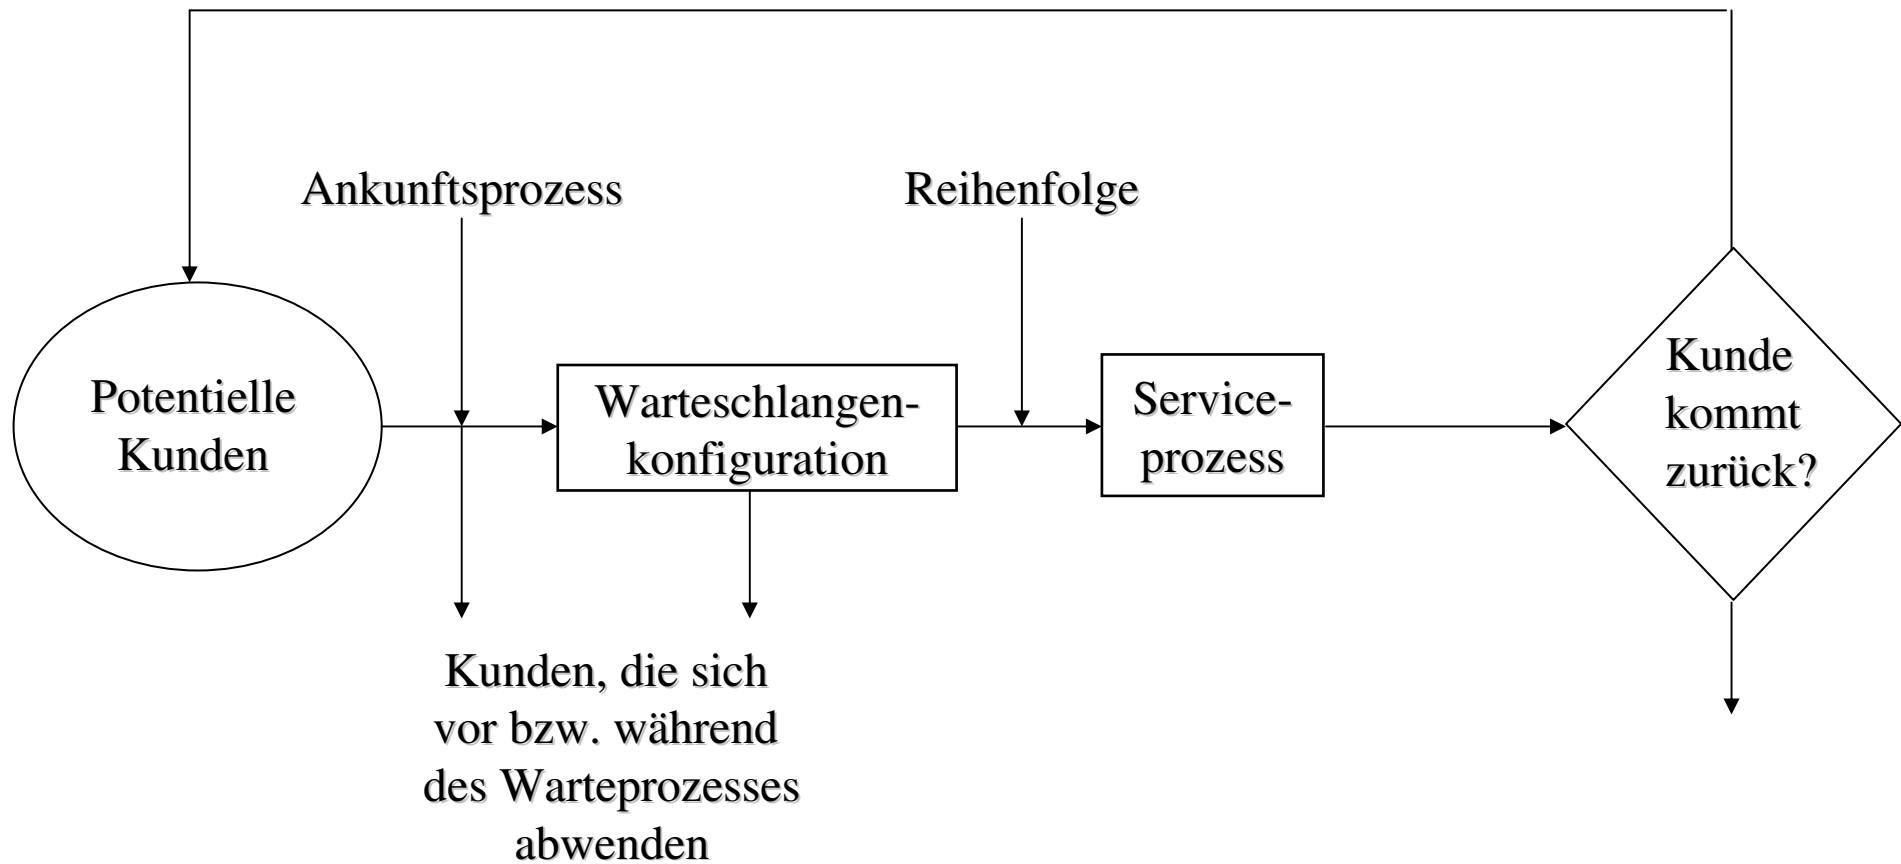 Ankunftsprozess
Reihenfolge
Potentielle
Kunden
Warteschlangen-
konfiguration
Service-
prozess
Kunde
kommt
zurück?
Kunden, die sich
vor bzw. während
des Warteprozesses
abwenden